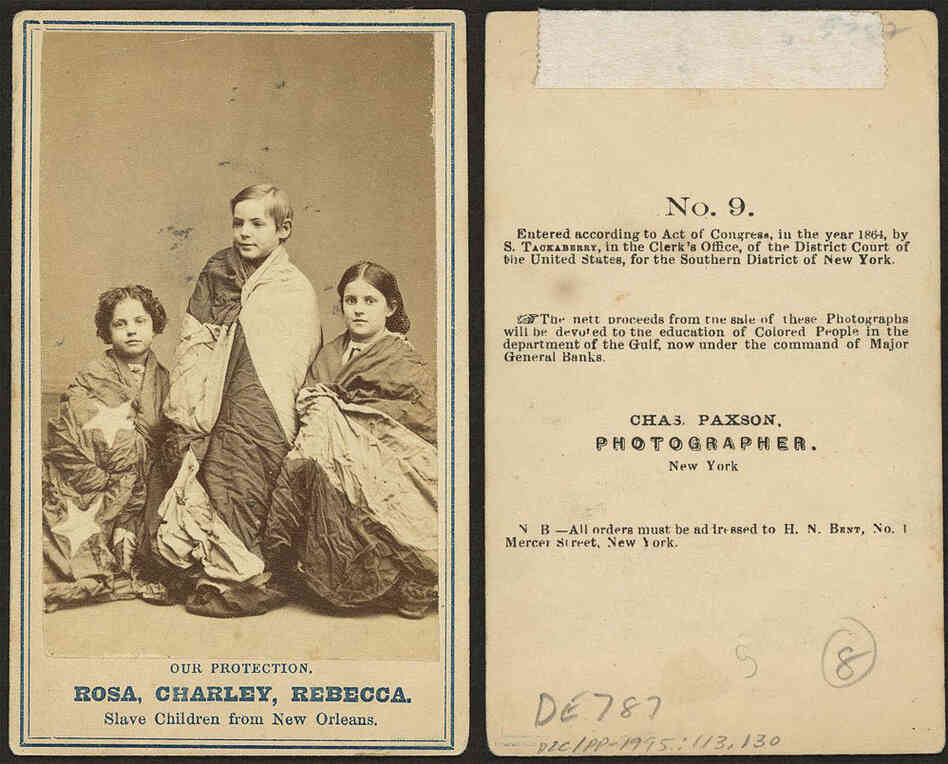 OUR PROTECTION.
ROSA, CHARLEY, REBECCA.
Slave Children from New Orleans.
No. 9.
Entered according to Act of Congress, in the year 1864, by
S. TACKABERRY, in the Clerk's Office, of the District Court of
the United States, for the Southern District of New York.
☞The nett proceeds from the sale of these Photographs
will be devoted to the education of Colored People in the
department of the Gulf, now under the command of Major
General Banks.
CHAS. PAXSON,
PHOTOGRAPHER.
New York
N B —All orders must be addressed to H. N. BENT, No. 1
Mercer Street, New York.
8
DE 787
PP-1995:113.130